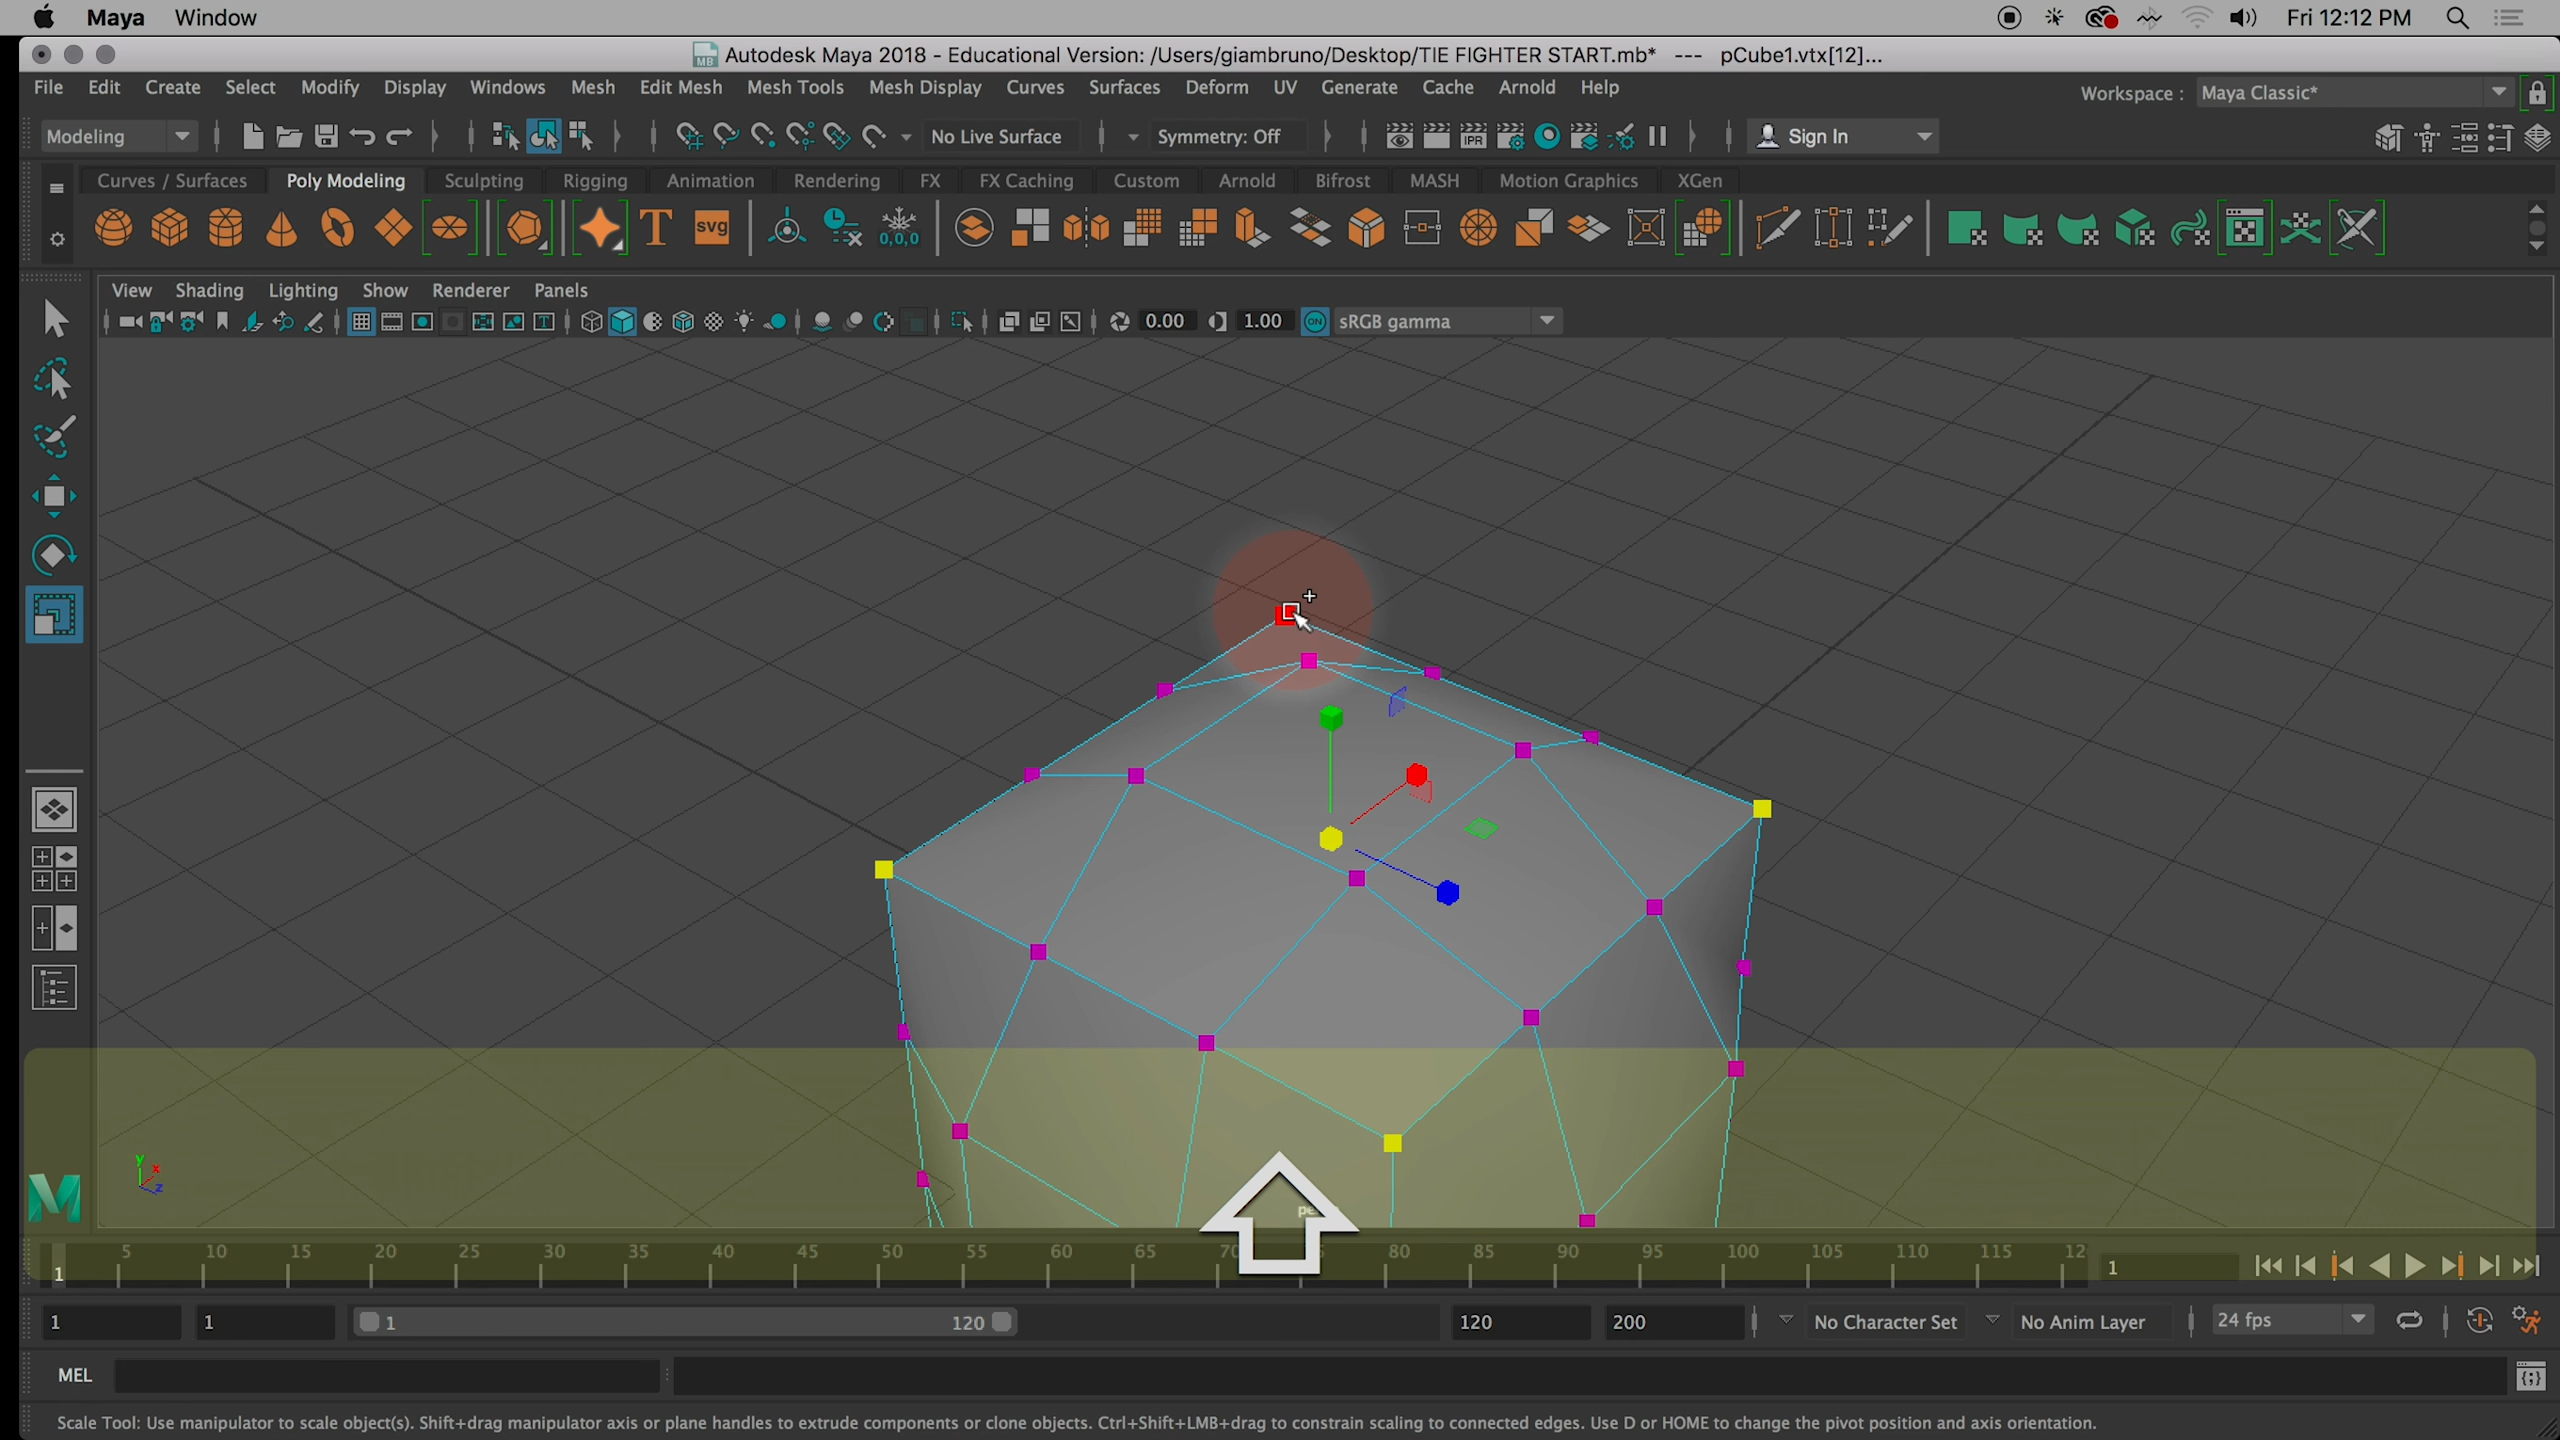 Maya Window Fri 12:12 PM
MB Autodesk Maya 2018 - Educational Version: /Users/giambruno/Desktop/TIE FIGHTER START.mb* --- pCube1.vtx[12]...
File Edit Create Select Modify Display Windows Mesh Edit Mesh Mesh Tools Mesh Display Curves Surfaces Deform UV Generate Cache Arnold Help Workspace : Maya Classic*
Modeling No Live Surface Symmetry: Off IPR Sign In
Curves / Surfaces Poly Modeling Sculpting Rigging Animation Rendering FX FX Caching Custom Arnold Bifrost MASH Motion Graphics XGen
T svg 0,0,0
View Shading Lighting Show Renderer Panels
0.00 1.00 ON sRGB gamma
y x z
M
5 10 15 20 25 30 35 40 45 50 55 60 65 80 85 90 95 100 105 110 115 12
1 1
1 1 1 120 120 200 No Character Set No Anim Layer 24 fps
MEL
Scale Tool: Use manipulator to scale object(s). Shift+drag manipulator axis or plane handles to extrude components or clone objects. Ctrl+Shift+LMB+drag to constrain scaling to connected edges. Use D or HOME to change the pivot position and axis orientation.